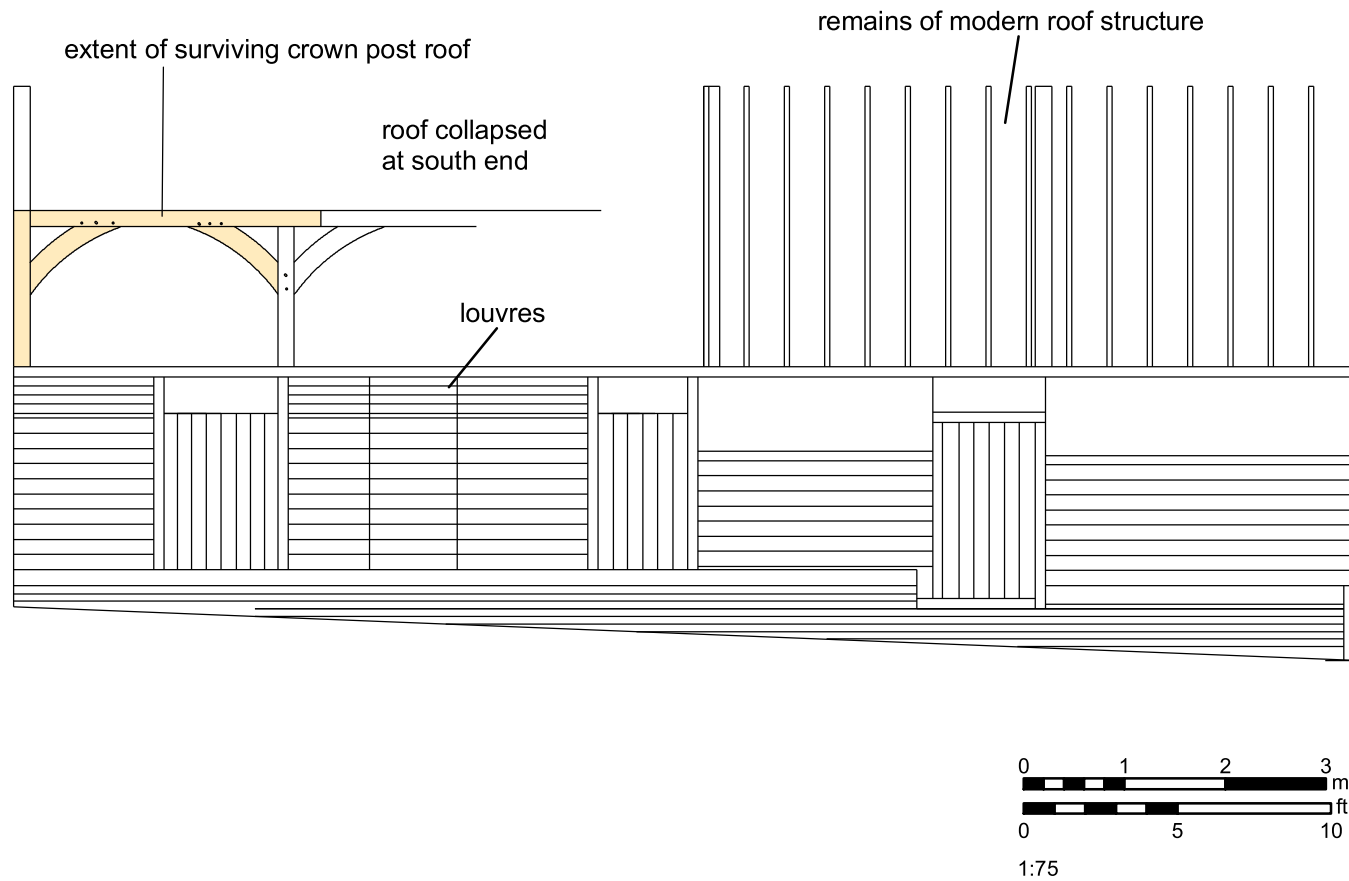 remains of modern roof structure
extent of surviving crown post roof
roof collapsed
at south end
louvres
0 1 2 3
m
ft
0 5 10
1:75